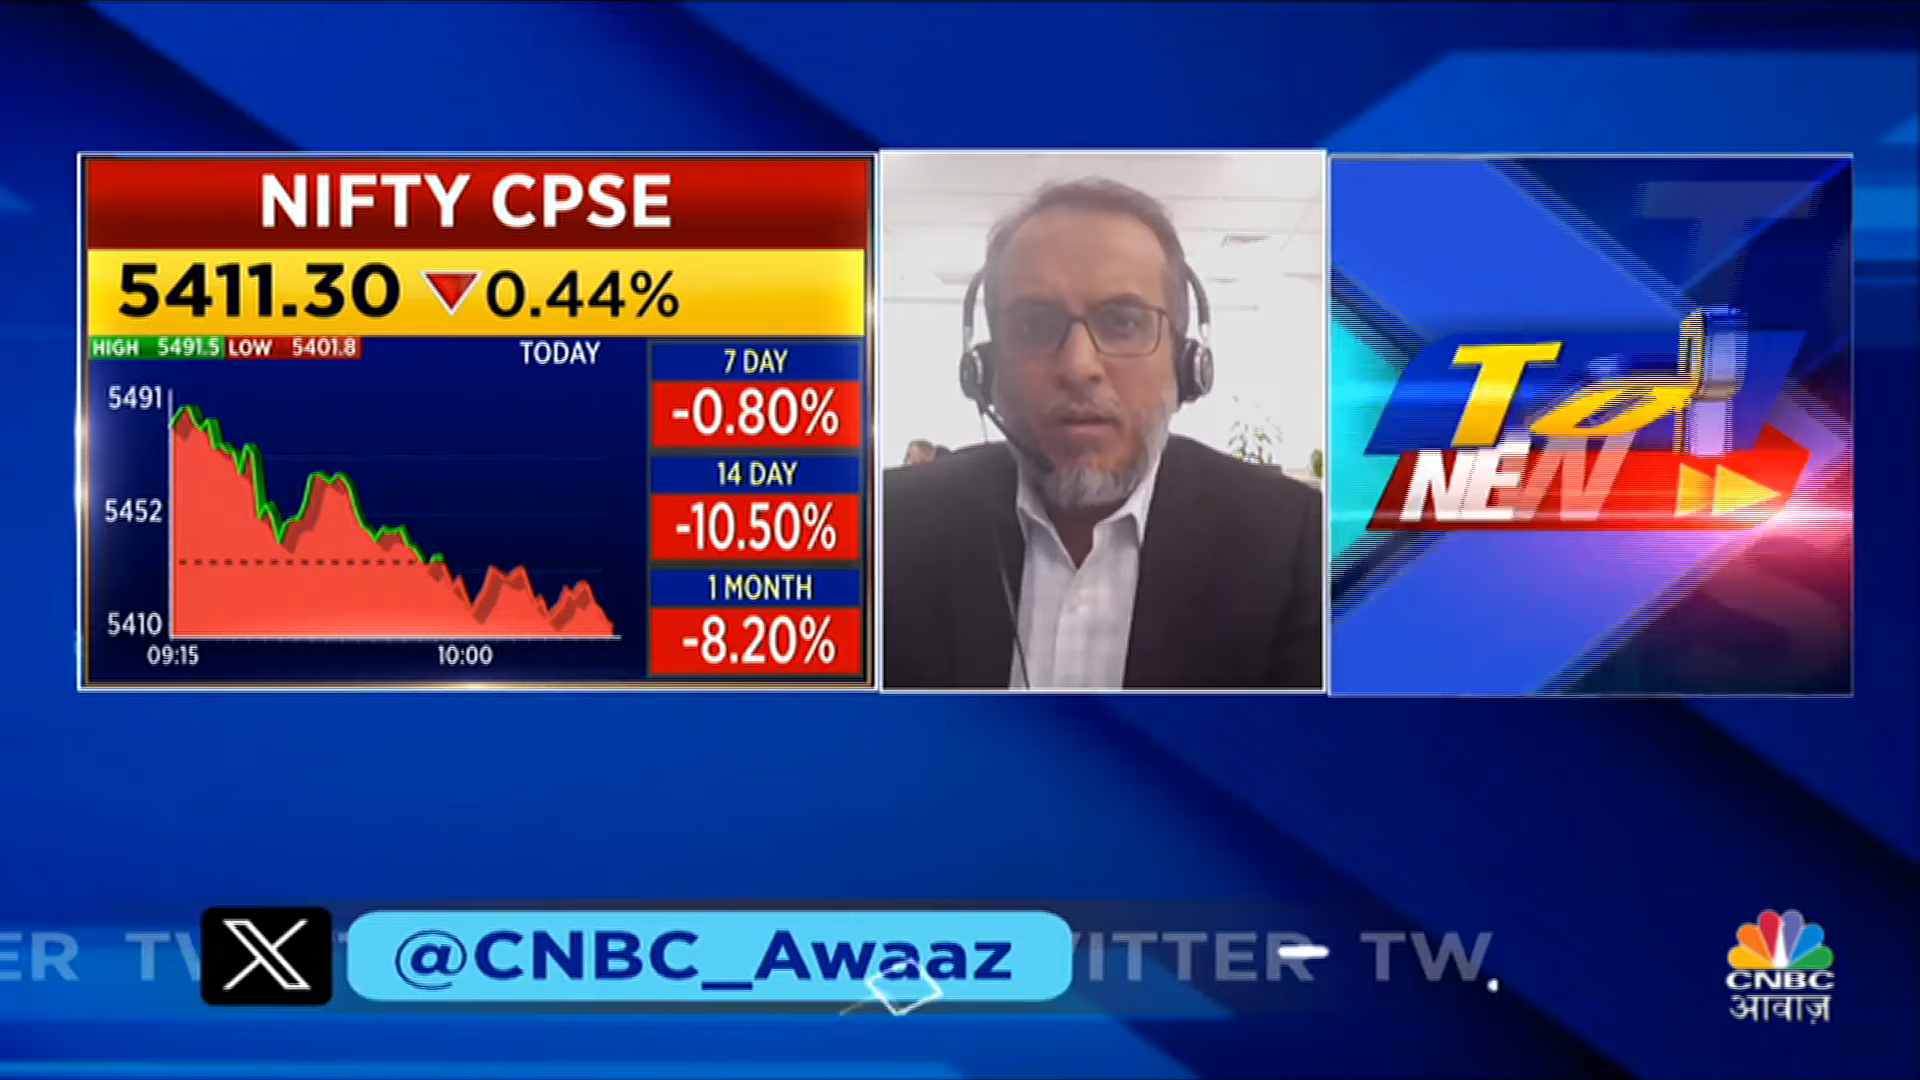 NIFTY CPSE
5411.30 0.44%
HIGH 5491.5 LOW 5401.8
TODAY
5491
5452
5410
09:15 10:00
7 DAY
-0.80%
14 DAY
-10.50%
1 MONTH
-8.20%
NEW
@CNBC_Awaaz
CNBC
आवाज़